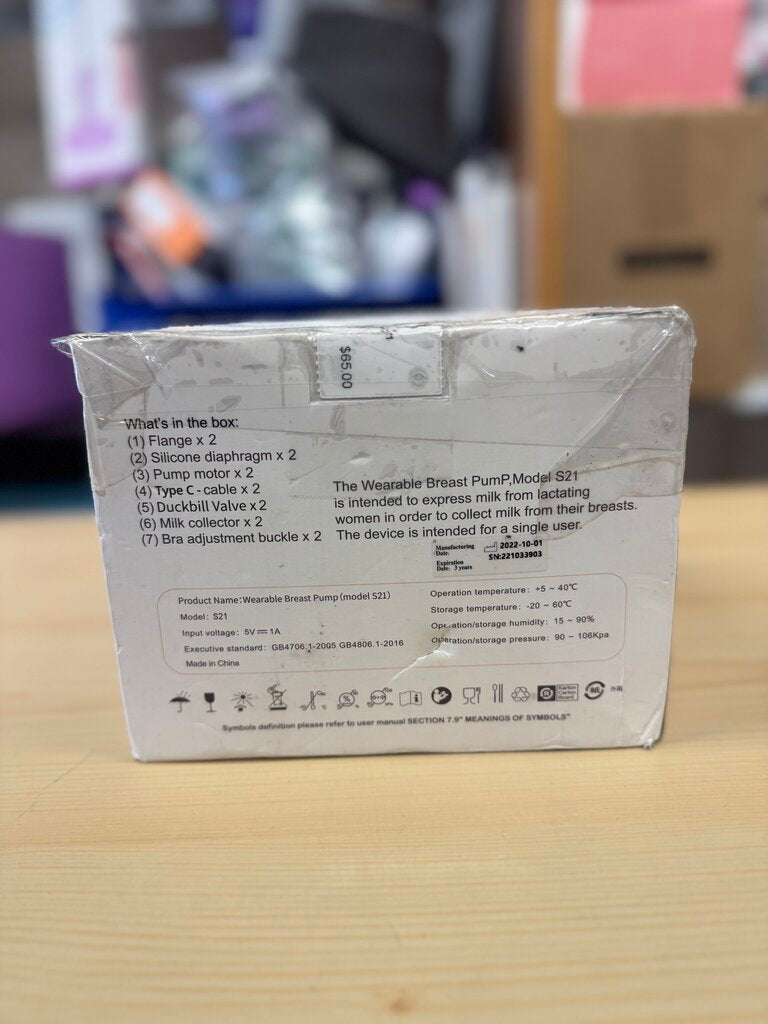 $65.00
What's in the box:
(1) Flange x 2
(2) Silicone diaphragm x 2
(3) Pump motor x 2
(4) Type C - cable x 2
(5) Duckbill Valve x 2
(6) Milk collector x 2
(7) Bra adjustment buckle x 2
The Wearable Breast PumP,Model S21
is intended to express milk from lactating
women in order to collect milk from their breasts.
The device is intended for a single user.
Manufacturing Date: 2022-10-01
SN:221033903
Expiration Date: 3 years
Product Name:Wearable Breast Pump (model S21)
Model: S21
Input voltage: 5V⎓1A
Executive standard: GB4706.1-2005 GB4806.1-2016
Made in China
Operation temperature: +5 ~ 40℃
Storage temperature: -20 ~ 60℃
Operation/storage humidity: 15 ~ 90%
Operation/storage pressure: 90 ~ 106Kpa
Karton
Carton
Board
外箱
Symbols definition please refer to user manual SECTION 7.9" MEANINGS OF SYMBOLS"